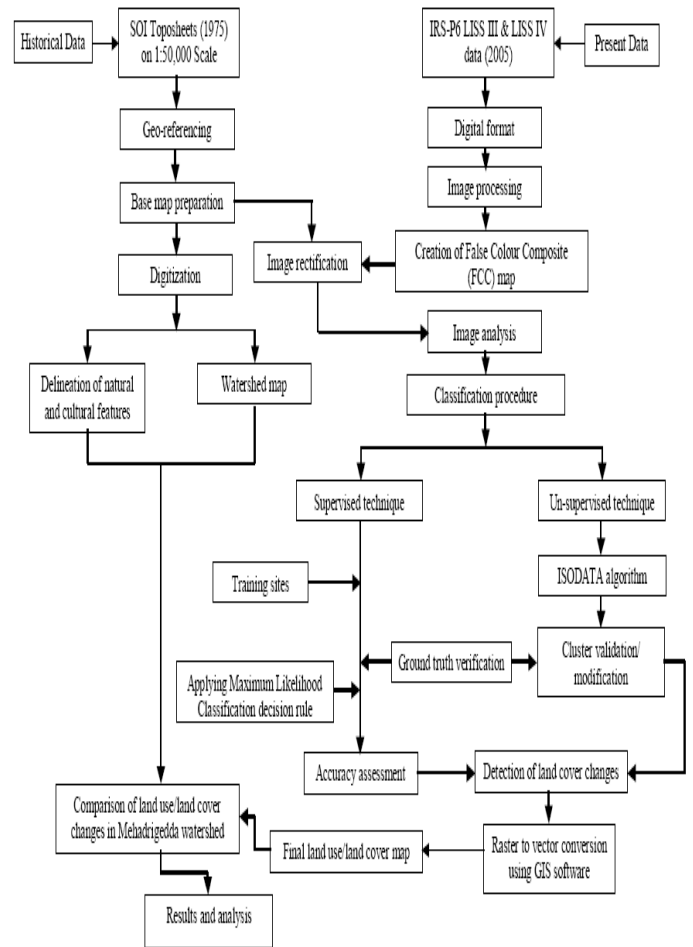 Historical Data
SOI Toposheets (1975)
on 1:50,000 Scale
IRS-P6 LISS III & LISS IV
data (2005)
Present Data
Geo-referencing
Digital format
Base map preparation
Image processing
Image rectification
Creation of False Colour Composite
(FCC) map
Digitization
Image analysis
Delineation of natural
and cultural features
Watershed map
Classification procedure
Supervised technique
Un-supervised technique
Training sites
ISODATA algorithm
Ground truth verification
Cluster validation/
modification
Applying Maximum Likelihood
Classification decision rule
Accuracy assessment
Detection of land cover changes
Comparison of land use/land cover
changes in Mehadrigedda watershed
Final land use/land cover map
Raster to vector conversion
using GIS software
Results and analysis